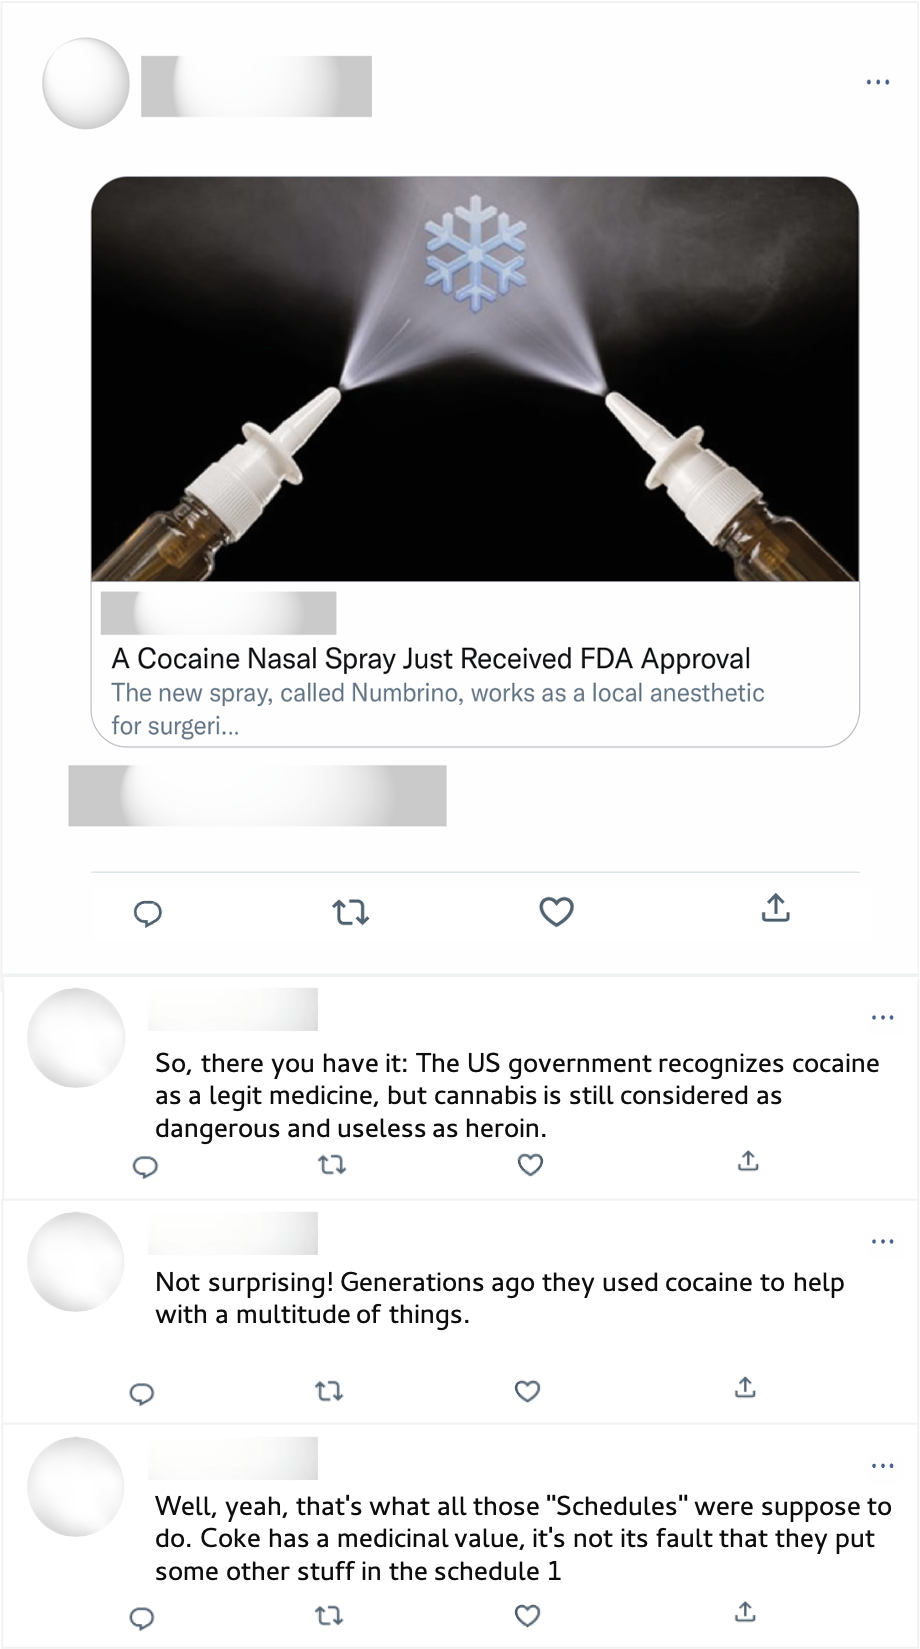 A Cocaine Nasal Spray Just Received FDA Approval
The new spray, called Numbrino, works as a local anesthetic
for surgeri...
So, there you have it: The US government recognizes cocaine
as a legit medicine, but cannabis is still considered as
dangerous and useless as heroin.
Not surprising! Generations ago they used cocaine to help
with a multitude of things.
Well, yeah, that's what all those "Schedules" were suppose to
do. Coke has a medicinal value, it's not its fault that they put
some other stuff in the schedule 1